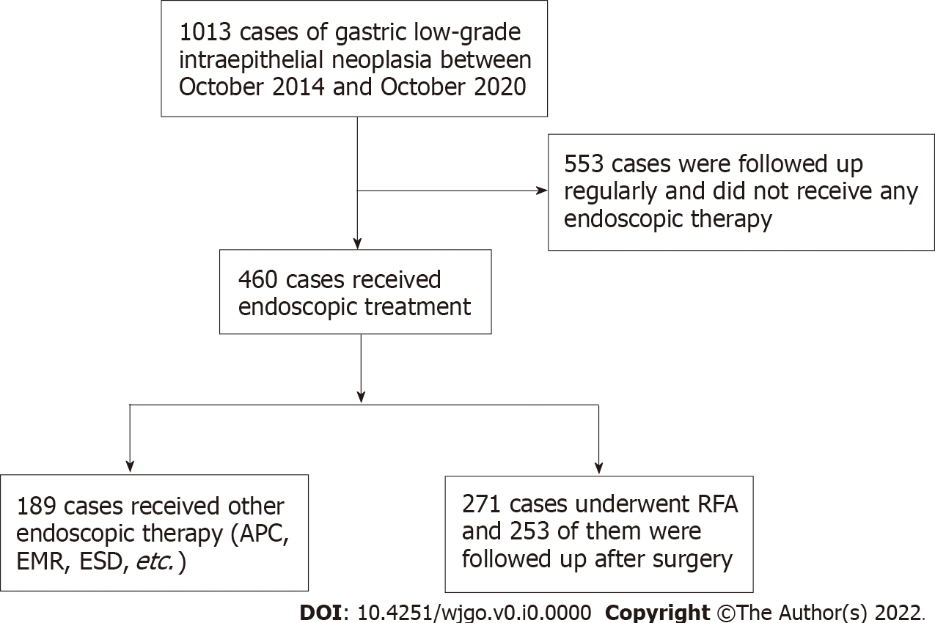 1013 cases of gastric low-grade
intraepithelial neoplasia between
October 2014 and October 2020
553 cases were followed up
regularly and did not receive any
endoscopic therapy
460 cases received
endoscopic treatment
189 cases received other
endoscopic therapy (APC,
EMR, ESD, etc.)
271 cases underwent RFA
and 253 of them were
followed up after surgery
DOI: 10.4251/wjgo.v0.i0.0000 Copyright ©The Author(s) 2022.